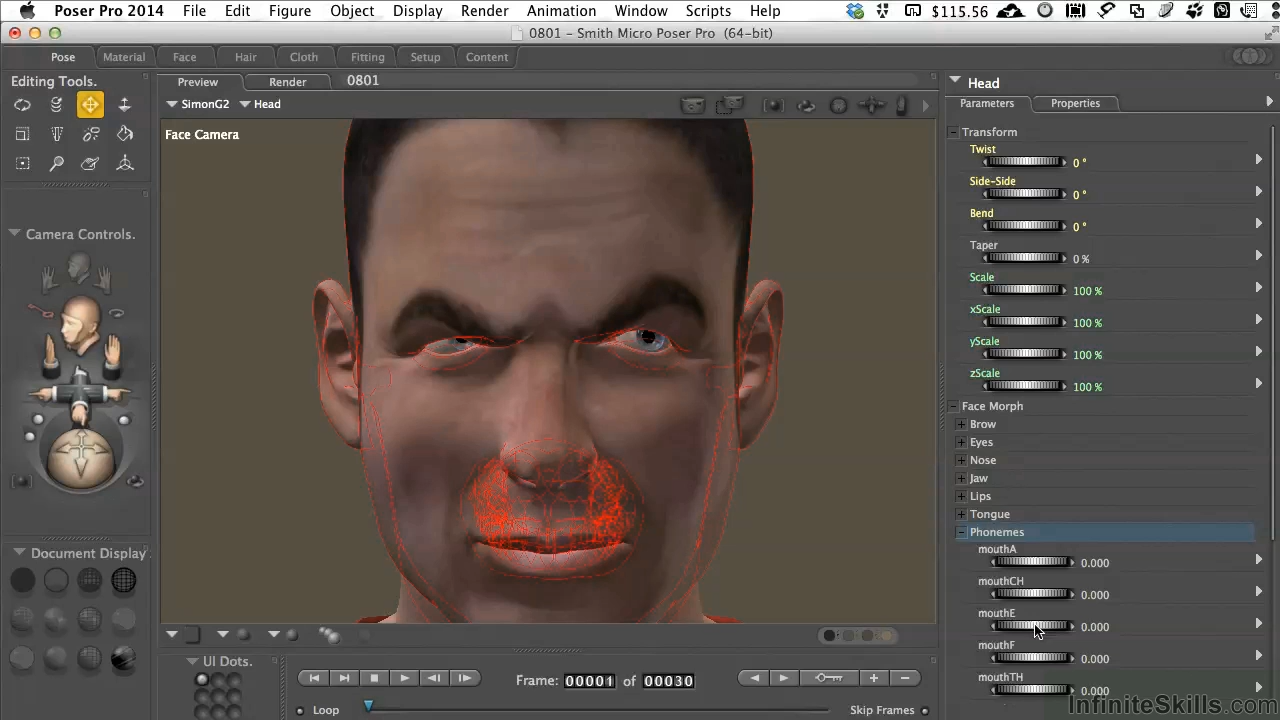 Poser Pro 2014 File Edit Figure Object Display Render Animation Window Scripts Help $115.56
0801 - Smith Micro Poser Pro (64-bit)
Pose Material Face Hair Cloth Fitting Setup Content
Editing Tools.
Preview Render 0801
SimonG2 Head
Face Camera
Camera Controls.
Document Display
UI Dots.
Frame: 00001 of 00030
Loop
Skip Frames
Head
Parameters Properties
Transform
Twist
0 °
Side-Side
0 °
Bend
0 °
Taper
0 %
Scale
100 %
xScale
100 %
yScale
100 %
zScale
100 %
Face Morph
Brow
Eyes
Nose
Jaw
Lips
Tongue
Phonemes
mouthA
0.000
mouthCH
0.000
mouthE
0.000
mouthF
0.000
mouthTH
0.000
InfiniteSkills.com